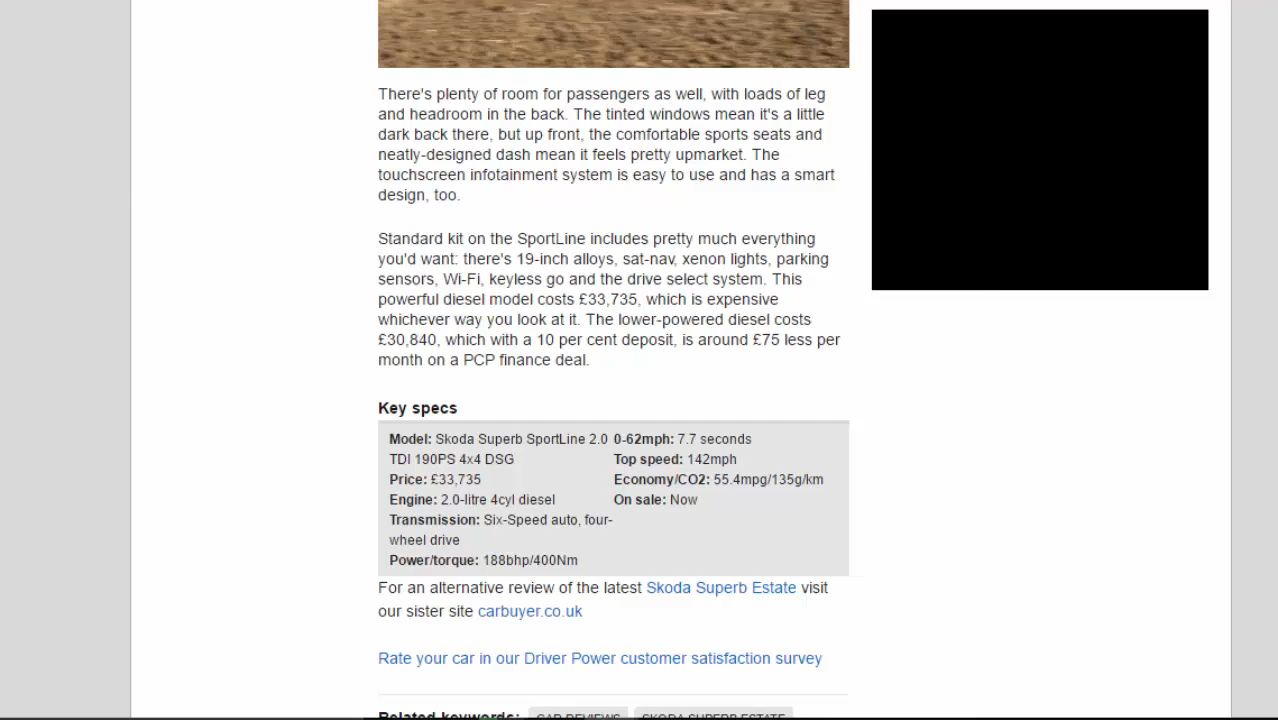 There's plenty of room for passengers as well, with loads of leg
and headroom in the back. The tinted windows mean it's a little
dark back there, but up front, the comfortable sports seats and
neatly-designed dash mean it feels pretty upmarket. The
touchscreen infotainment system is easy to use and has a smart
design, too.
Standard kit on the SportLine includes pretty much everything
you'd want: there's 19-inch alloys, sat-nav, xenon lights, parking
sensors, Wi-Fi, keyless go and the drive select system. This
powerful diesel model costs £33,735, which is expensive
whichever way you look at it. The lower-powered diesel costs
£30,840, which with a 10 per cent deposit, is around £75 less per
month on a PCP finance deal.
Key specs
Model: Skoda Superb SportLine 2.0
TDI 190PS 4x4 DSG
Price: £33,735
Engine: 2.0-litre 4cyl diesel
Transmission: Six-Speed auto, four-
wheel drive
Power/torque: 188bhp/400Nm
0-62mph: 7.7 seconds
Top speed: 142mph
Economy/CO2: 55.4mpg/135g/km
On sale: Now
For an alternative review of the latest Skoda Superb Estate visit
our sister site carbuyer.co.uk
Rate your car in our Driver Power customer satisfaction survey
Related keywords: CAR REVIEWS SKODA SUPERB ESTATE